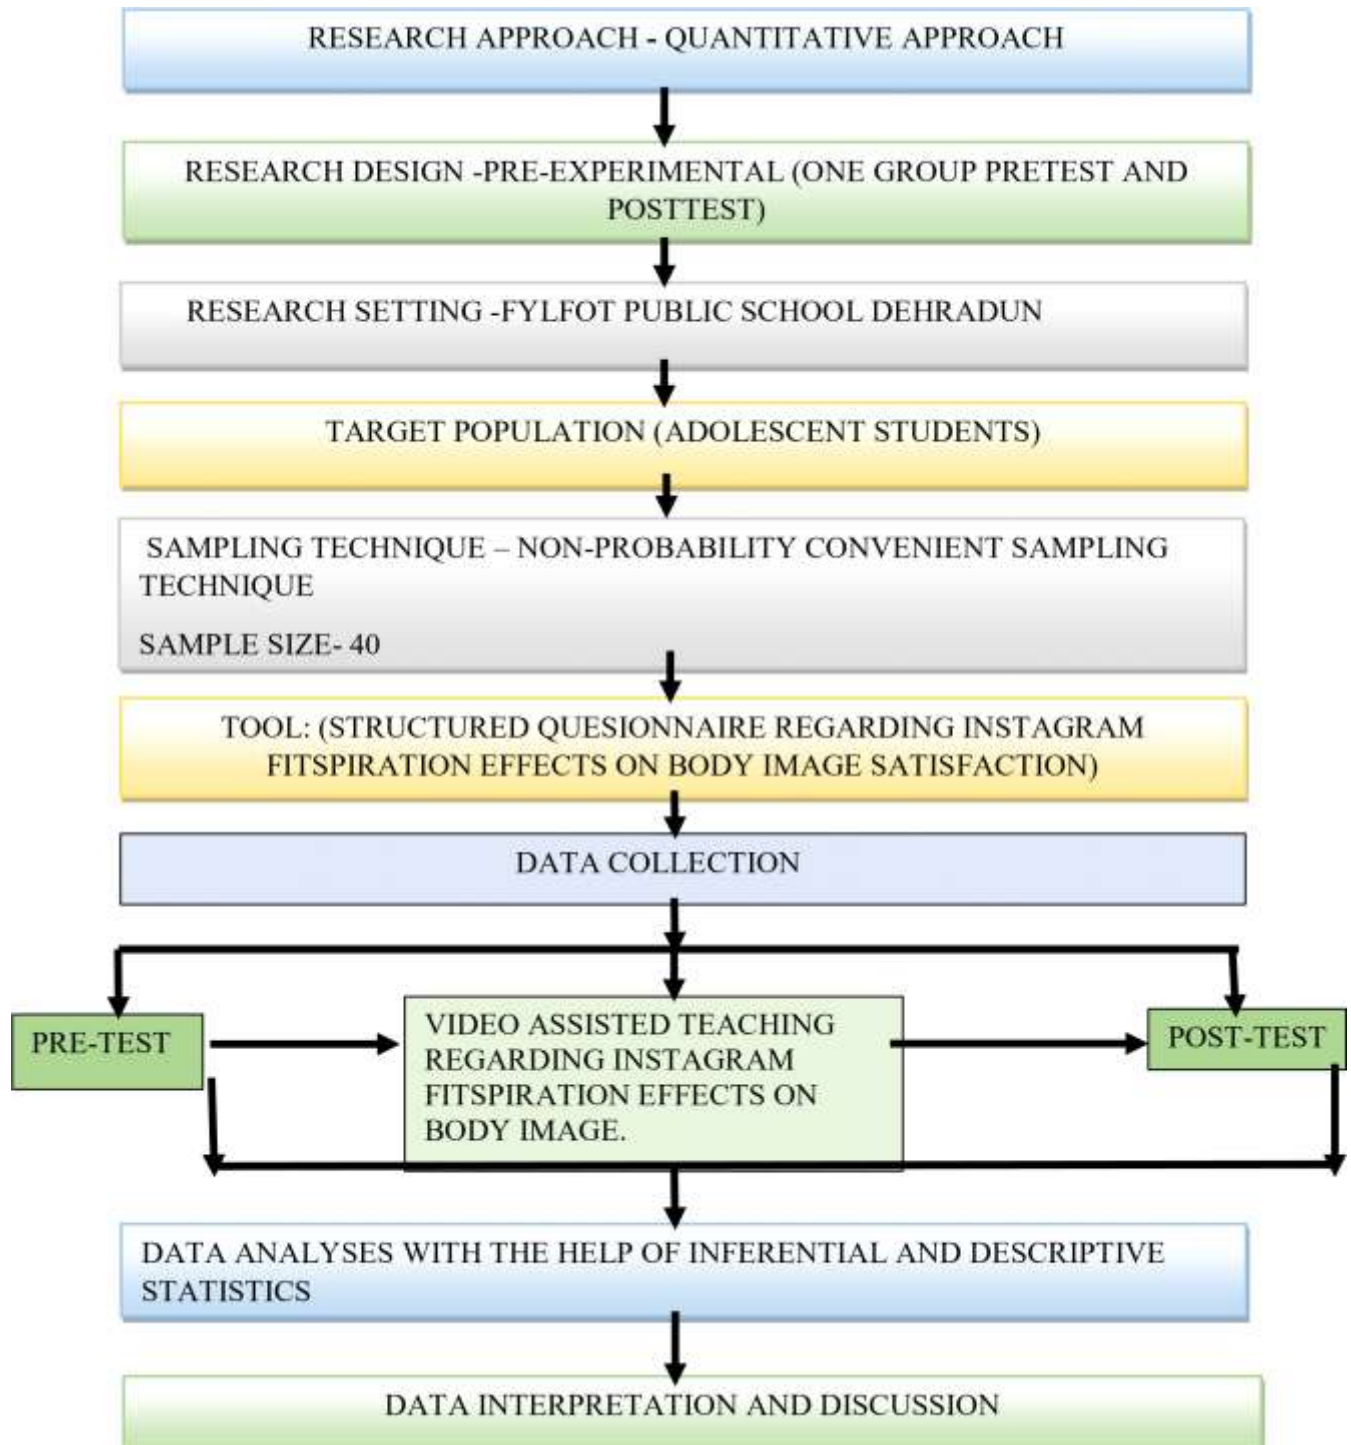 RESEARCH APPROACH - QUANTITATIVE APPROACH
RESEARCH DESIGN -PRE-EXPERIMENTAL (ONE GROUP PRETEST AND
POSTTEST)
RESEARCH SETTING -FYLFOT PUBLIC SCHOOL DEHRADUN
TARGET POPULATION (ADOLESCENT STUDENTS)
SAMPLING TECHNIQUE – NON-PROBABILITY CONVENIENT SAMPLING
TECHNIQUE
SAMPLE SIZE- 40
TOOL: (STRUCTURED QUESIONNAIRE REGARDING INSTAGRAM
FITSPIRATION EFFECTS ON BODY IMAGE SATISFACTION)
DATA COLLECTION
PRE-TEST
VIDEO ASSISTED TEACHING
REGARDING INSTAGRAM
FITSPIRATION EFFECTS ON
BODY IMAGE.
POST-TEST
DATA ANALYSES WITH THE HELP OF INFERENTIAL AND DESCRIPTIVE
STATISTICS
DATA INTERPRETATION AND DISCUSSION